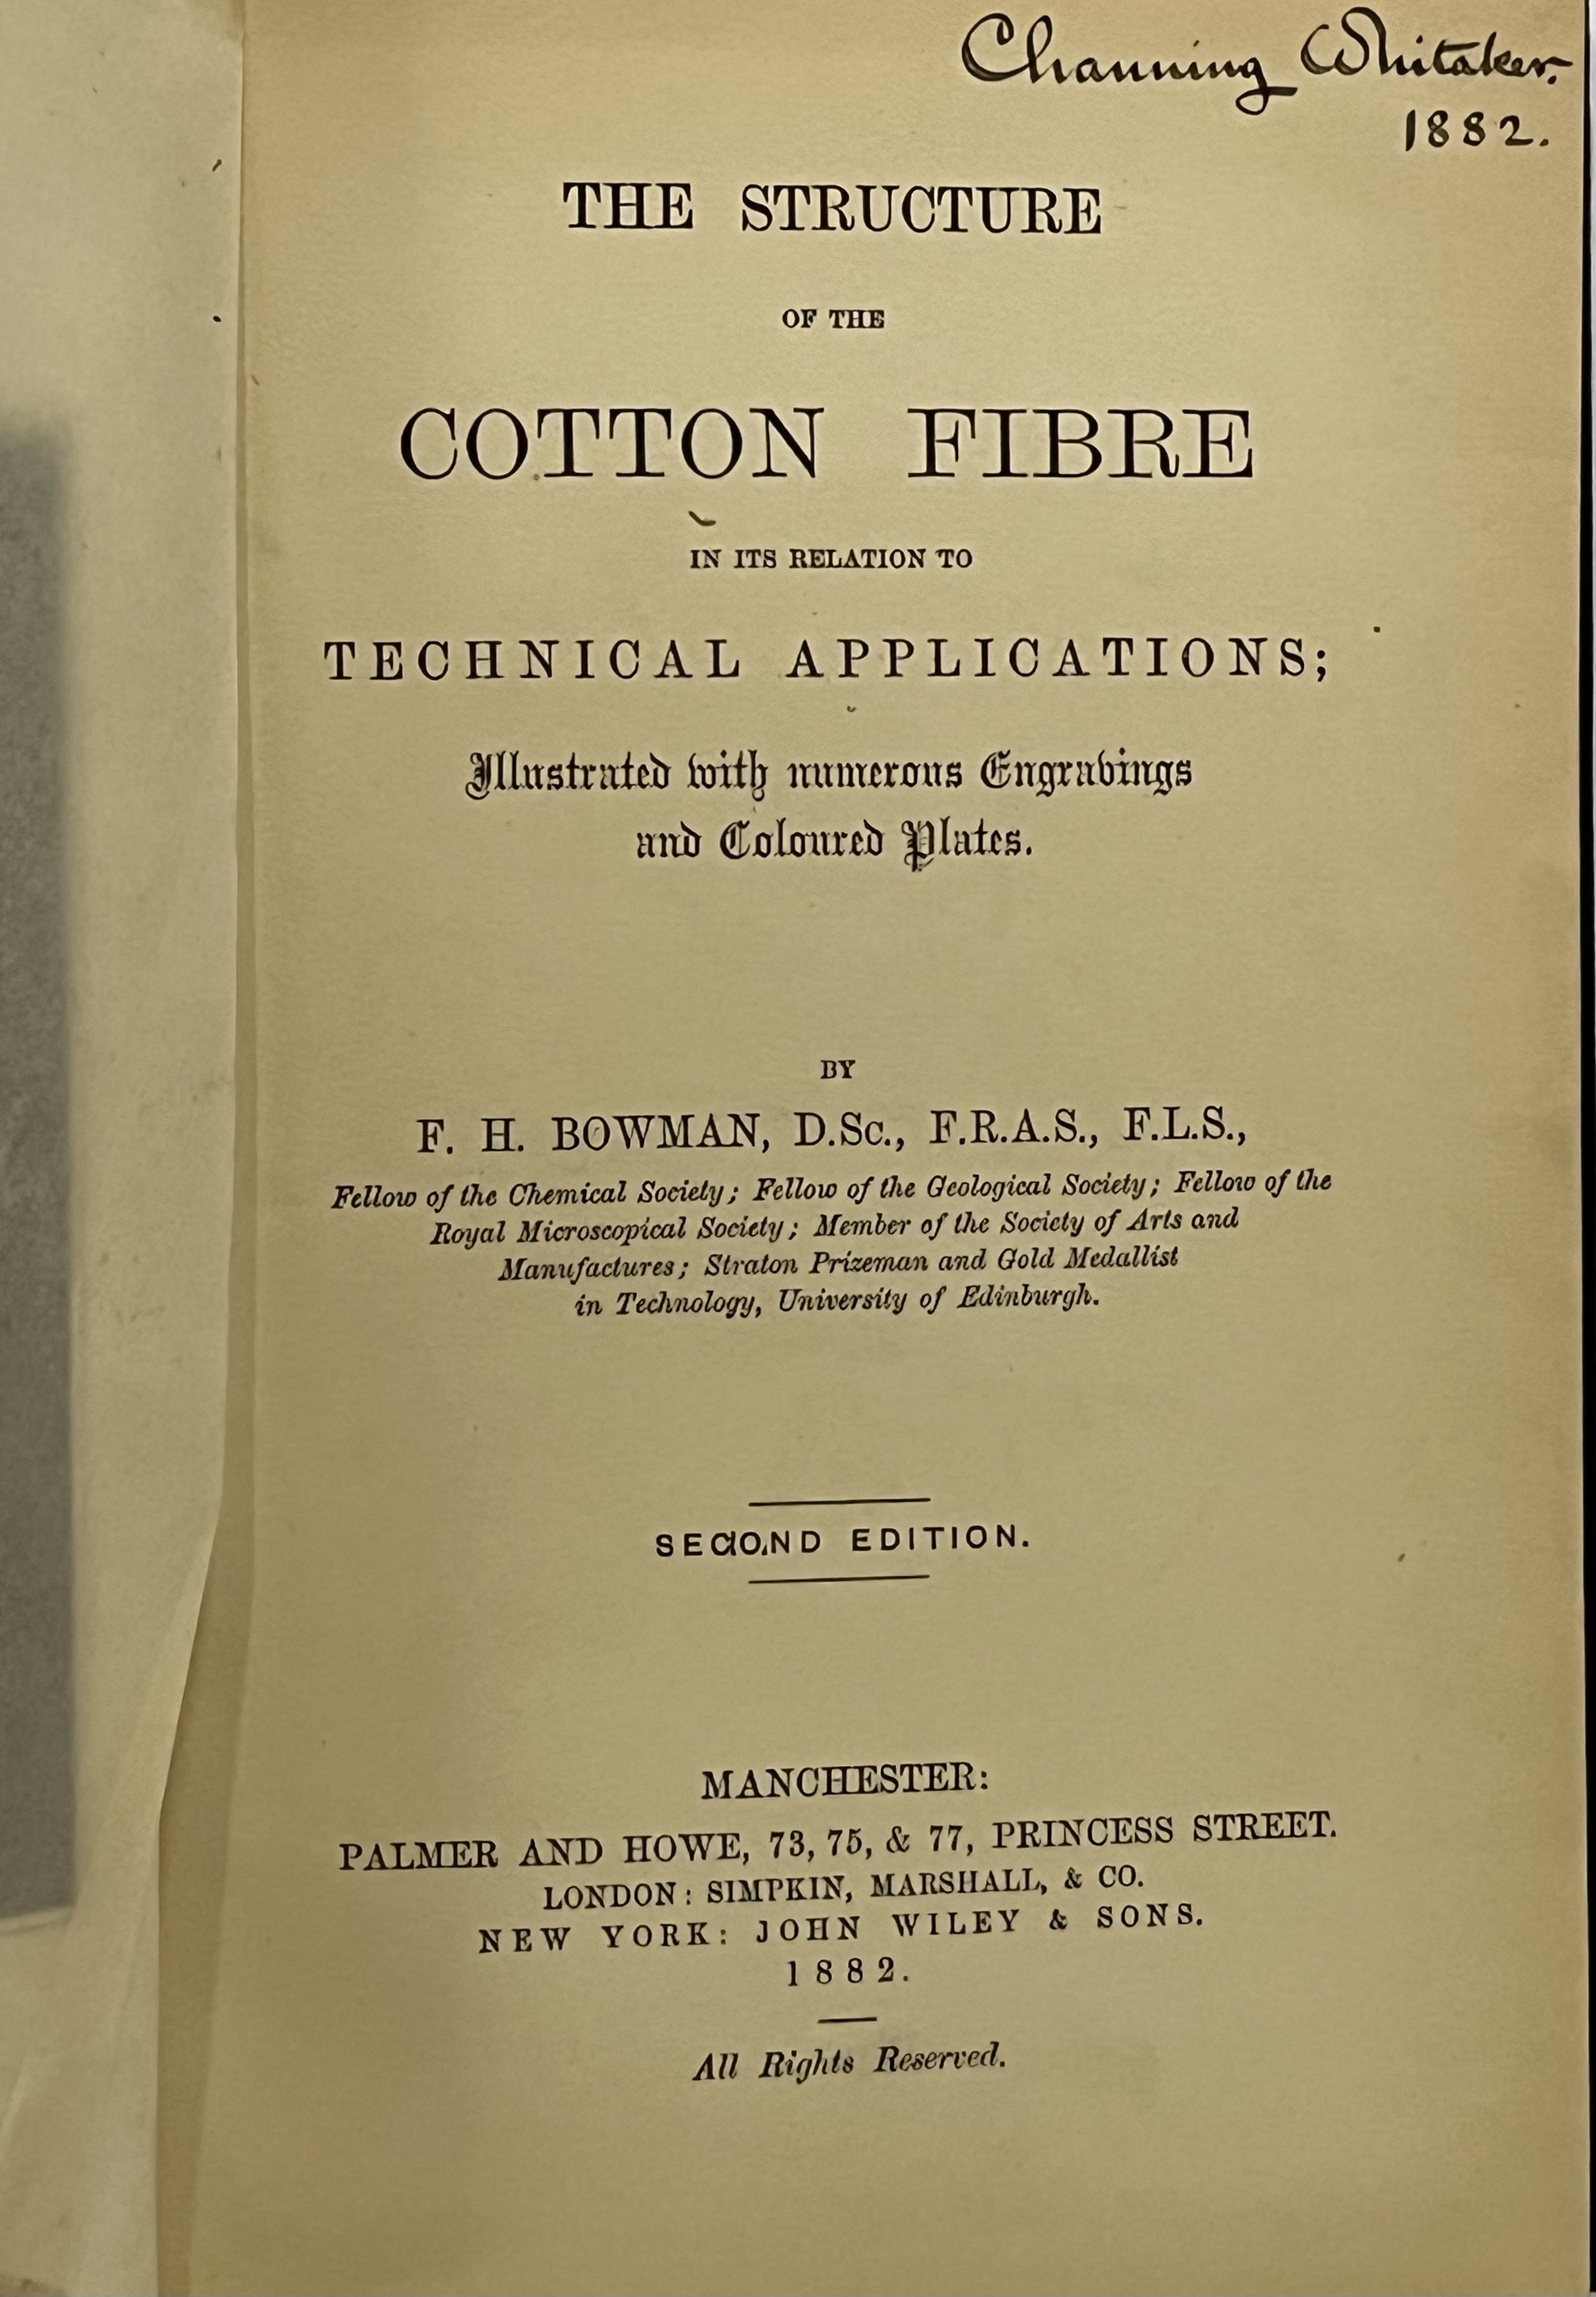 Channing Whitaker.
1882.
THE STRUCTURE
OF THE
COTTON FIBRE
IN ITS RELATION TO
TECHNICAL APPLICATIONS;
Illustrated with numerous Engravings
and Coloured Plates.
BY
F. H. BOWMAN, D.Sc., F.R.A.S., F.L.S.,
Fellow of the Chemical Society; Fellow of the Geological Society; Fellow of the
Royal Microscopical Society; Member of the Society of Arts and
Manufactures; Straton Prizeman and Gold Medallist
in Technology, University of Edinburgh.
SECOND EDITION.
MANCHESTER:
PALMER AND HOWE, 73, 75, & 77, PRINCESS STREET.
LONDON: SIMPKIN, MARSHALL, & CO.
NEW YORK: JOHN WILEY & SONS.
1882.
All Rights Reserved.